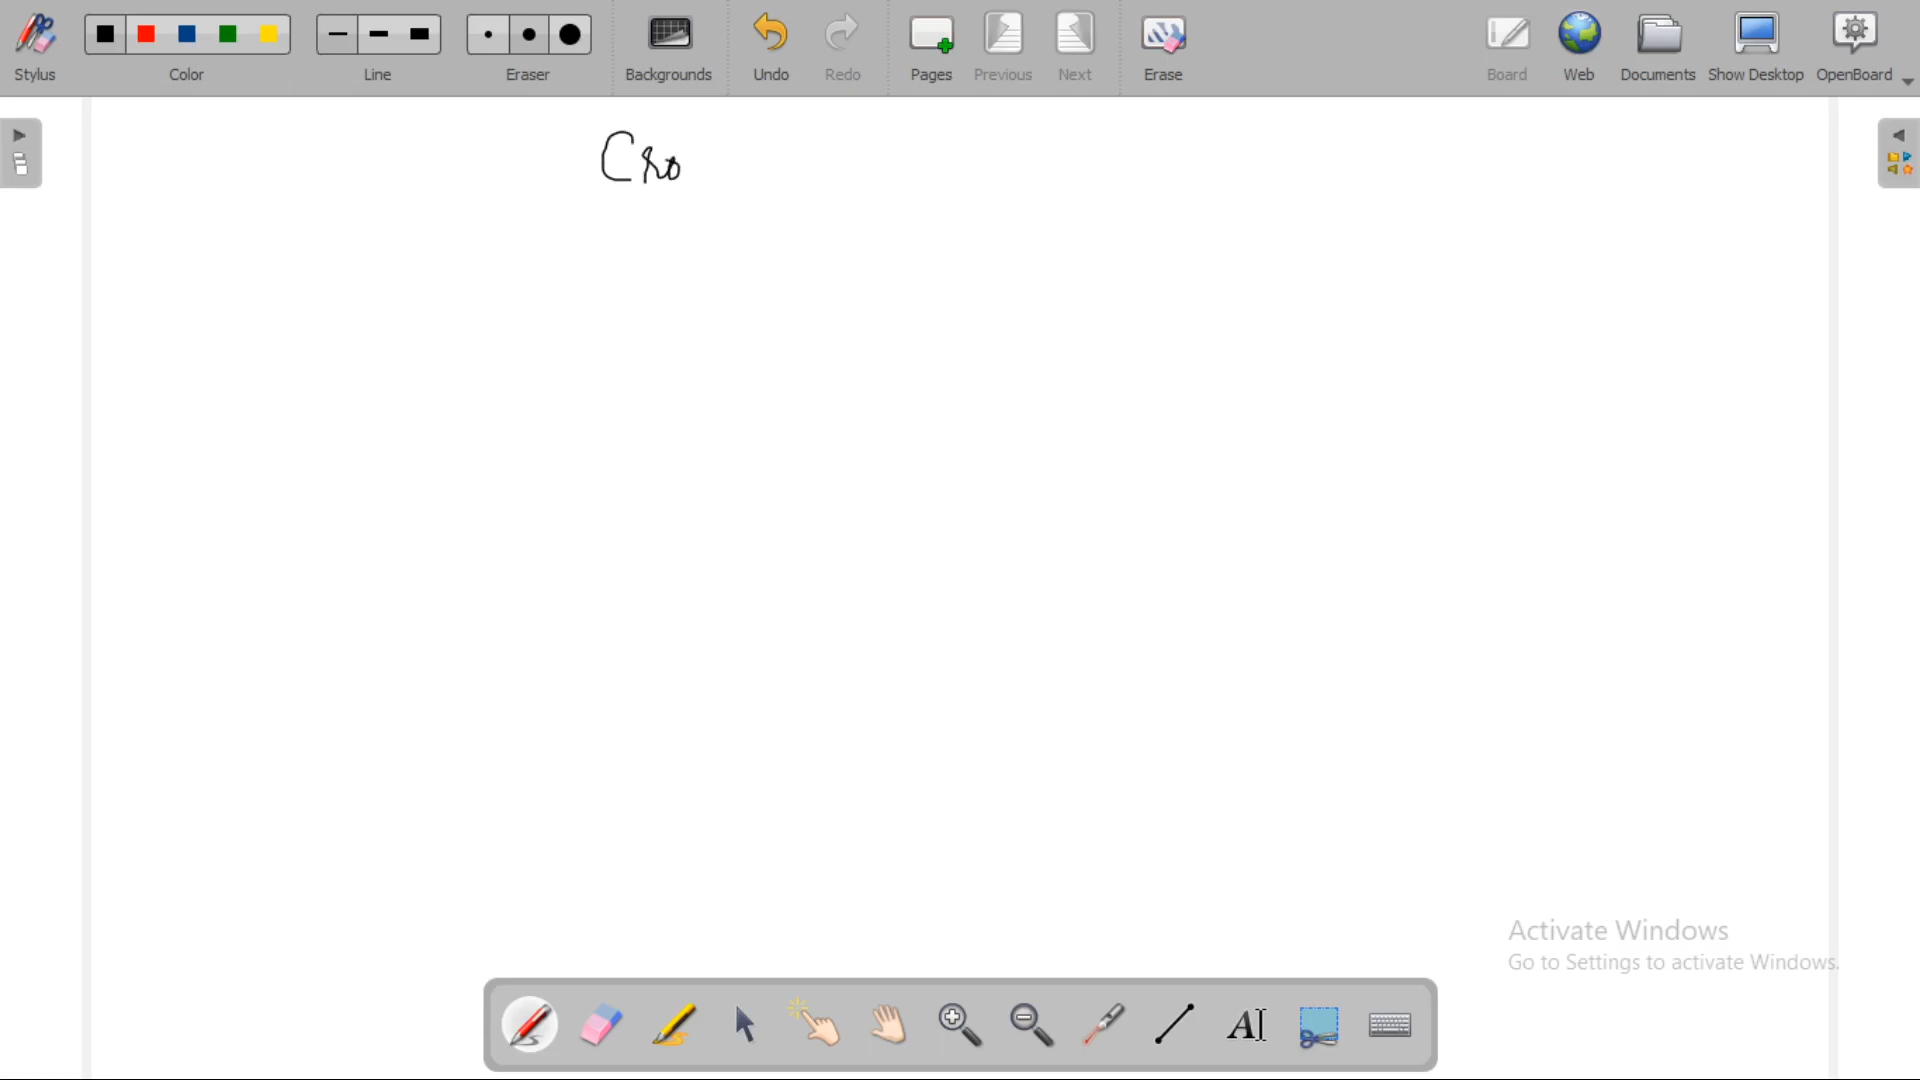 Stylus
Color
Line
Eraser
Backgrounds
Undo
Redo
Pages
Previous
Next
Erase
Board
Web
Documents
Show Desktop
OpenBoard
Cro
Activate Windows
Go to Settings to activate Windows.